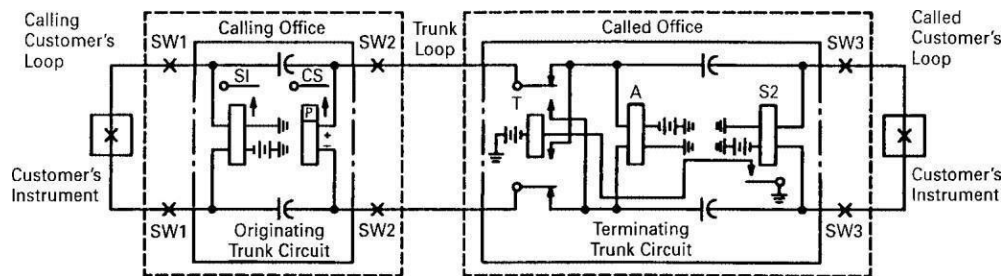 Calling
Customer's
Loop
SW1
Calling Office
SW2
Trunk
Loop
Called Office
SW3
Called
Customer's
Loop
SI
CS
P
+
–
T
A
S2
Customer's
Instrument
SW1
Originating
Trunk Circuit
SW2
Terminating
Trunk Circuit
SW3
Customer's
Instrument